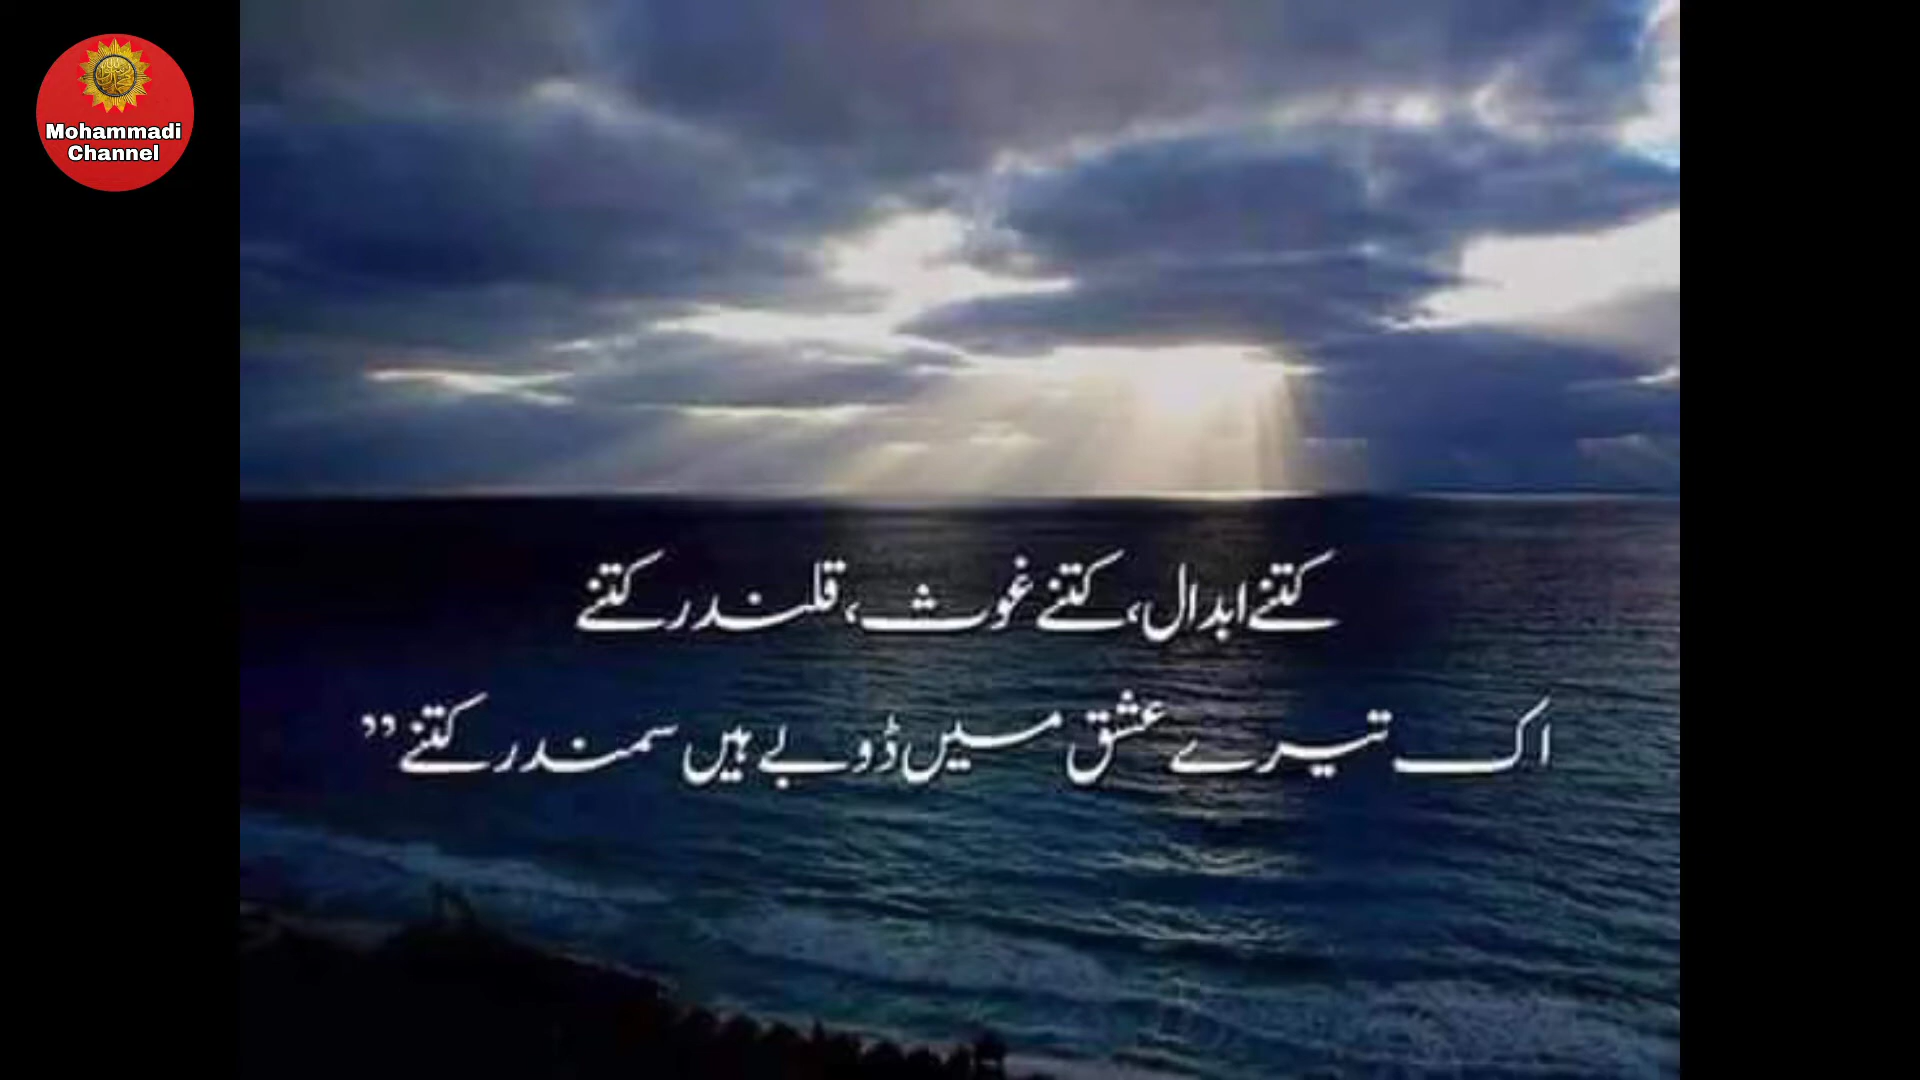 Mohammadi
Channel
کتنے ابدال، کتنے غوث، قلندر کتنے
اک تیرے عشق میں ڈوبے ہیں سمندر کتنے”